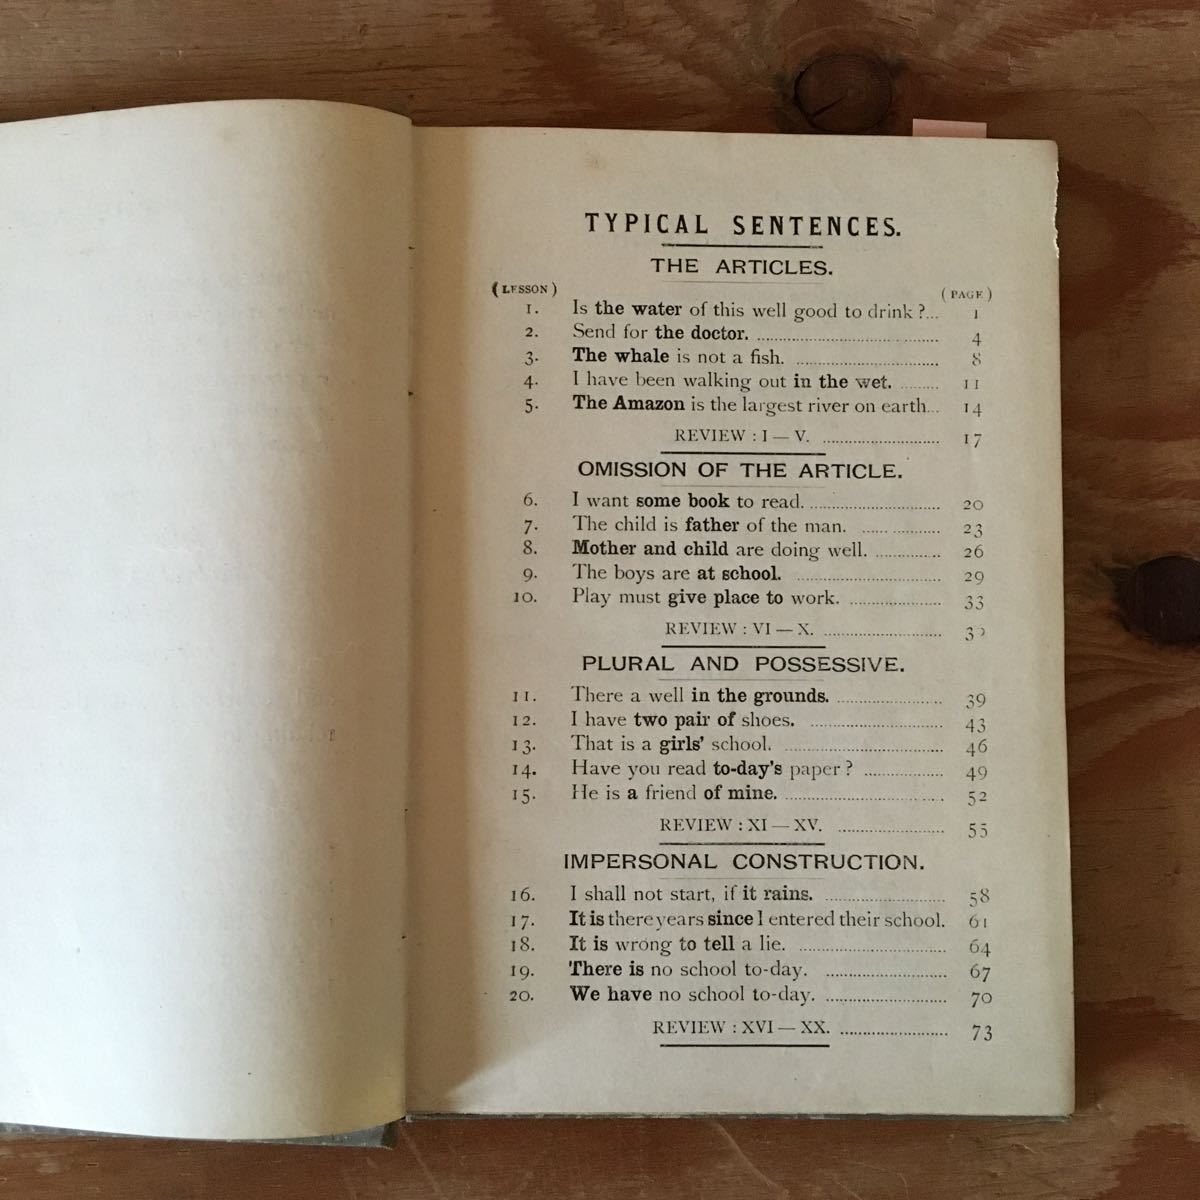 TYPICAL SENTENCES.
THE ARTICLES.
(LESSON) (PAGE)
1. Is the water of this well good to drink?... 1
2. Send for the doctor. ........................................ 4
3. The whale is not a fish. ............................... 8
4. I have been walking out in the wet. ......... 11
5. The Amazon is the largest river on earth... 14
REVIEW : I — V. ........................... 17
OMISSION OF THE ARTICLE.
6. I want some book to read. ............................. 20
7. The child is father of the man. ...... ............ 23
8. Mother and child are doing well. .............. 26
9. The boys are at school. ................................ 29
10. Play must give place to work. .................... 33
REVIEW : VI — X. ...........................
PLURAL AND POSSESSIVE.
11. There a well in the grounds. ....................... 39
12. I have two pair of shoes. ............................. 43
13. That is a girls' school. ................................... 46
14. Have you read to-day's paper ? .................. 49
15. He is a friend of mine. .................................. 52
REVIEW : XI — XV. ........................ 55
IMPERSONAL CONSTRUCTION.
16. I shall not start, if it rains. ........................... 58
17. It is there years since I entered their school. 61
18. It is wrong to tell a lie. ................................. 64
19. There is no school to-day. ........................... 67
20. We have no school to-day. ........................... 70
REVIEW : XVI — XX. ........................ 73